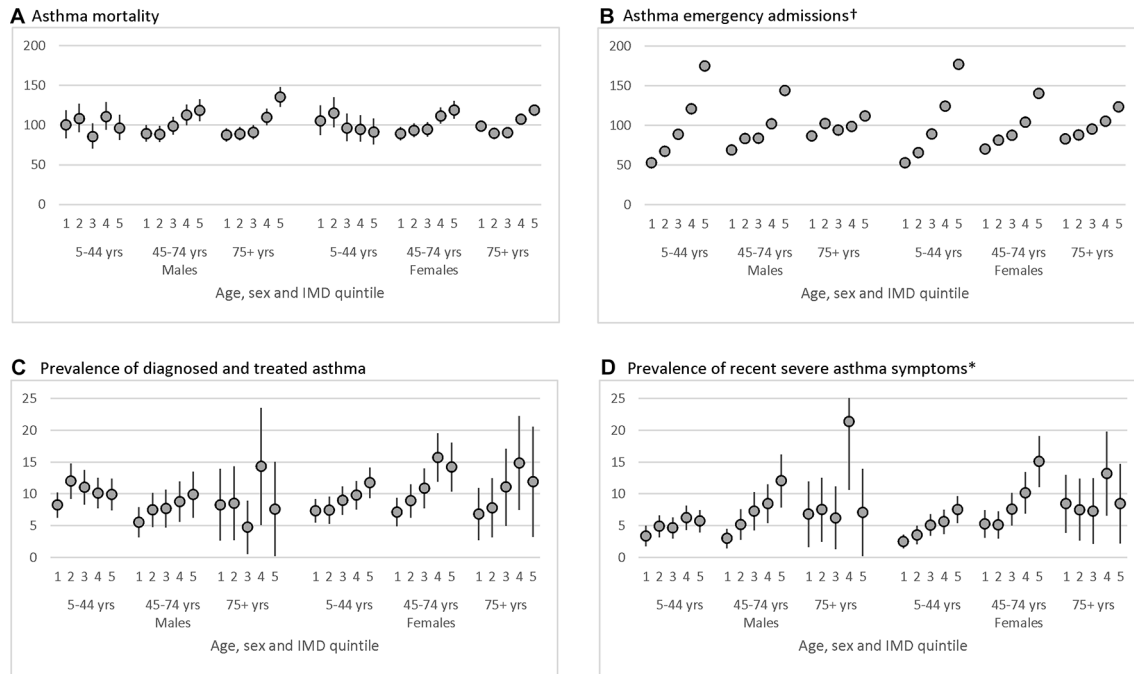 A Asthma mortality
200
150
100
50
0
1 2 3 4 5 1 2 3 4 5 1 2 3 4 5 1 2 3 4 5 1 2 3 4 5 1 2 3 4 5
5-44 yrs 45-74 yrs 75+ yrs 5-44 yrs 45-74 yrs 75+ yrs
Males Females
Age, sex and IMD quintile
B Asthma emergency admissions†
200
150
100
50
0
1 2 3 4 5 1 2 3 4 5 1 2 3 4 5 1 2 3 4 5 1 2 3 4 5 1 2 3 4 5
5-44 yrs 45-74 yrs 75+ yrs 5-44 yrs 45-74 yrs 75+ yrs
Males Females
Age, sex and IMD quintile
C Prevalence of diagnosed and treated asthma
25
20
15
10
5
0
1 2 3 4 5 1 2 3 4 5 1 2 3 4 5 1 2 3 4 5 1 2 3 4 5 1 2 3 4 5
5-44 yrs 45-74 yrs 75+ yrs 5-44 yrs 45-74 yrs 75+ yrs
Males Females
Age, sex and IMD quintile
D Prevalence of recent severe asthma symptoms*
25
20
15
10
5
0
1 2 3 4 5 1 2 3 4 5 1 2 3 4 5 1 2 3 4 5 1 2 3 4 5 1 2 3 4 5
5-44 yrs 45-74 yrs 75+ yrs 5-44 yrs 45-74 yrs 75+ yrs
Males Females
Age, sex and IMD quintile